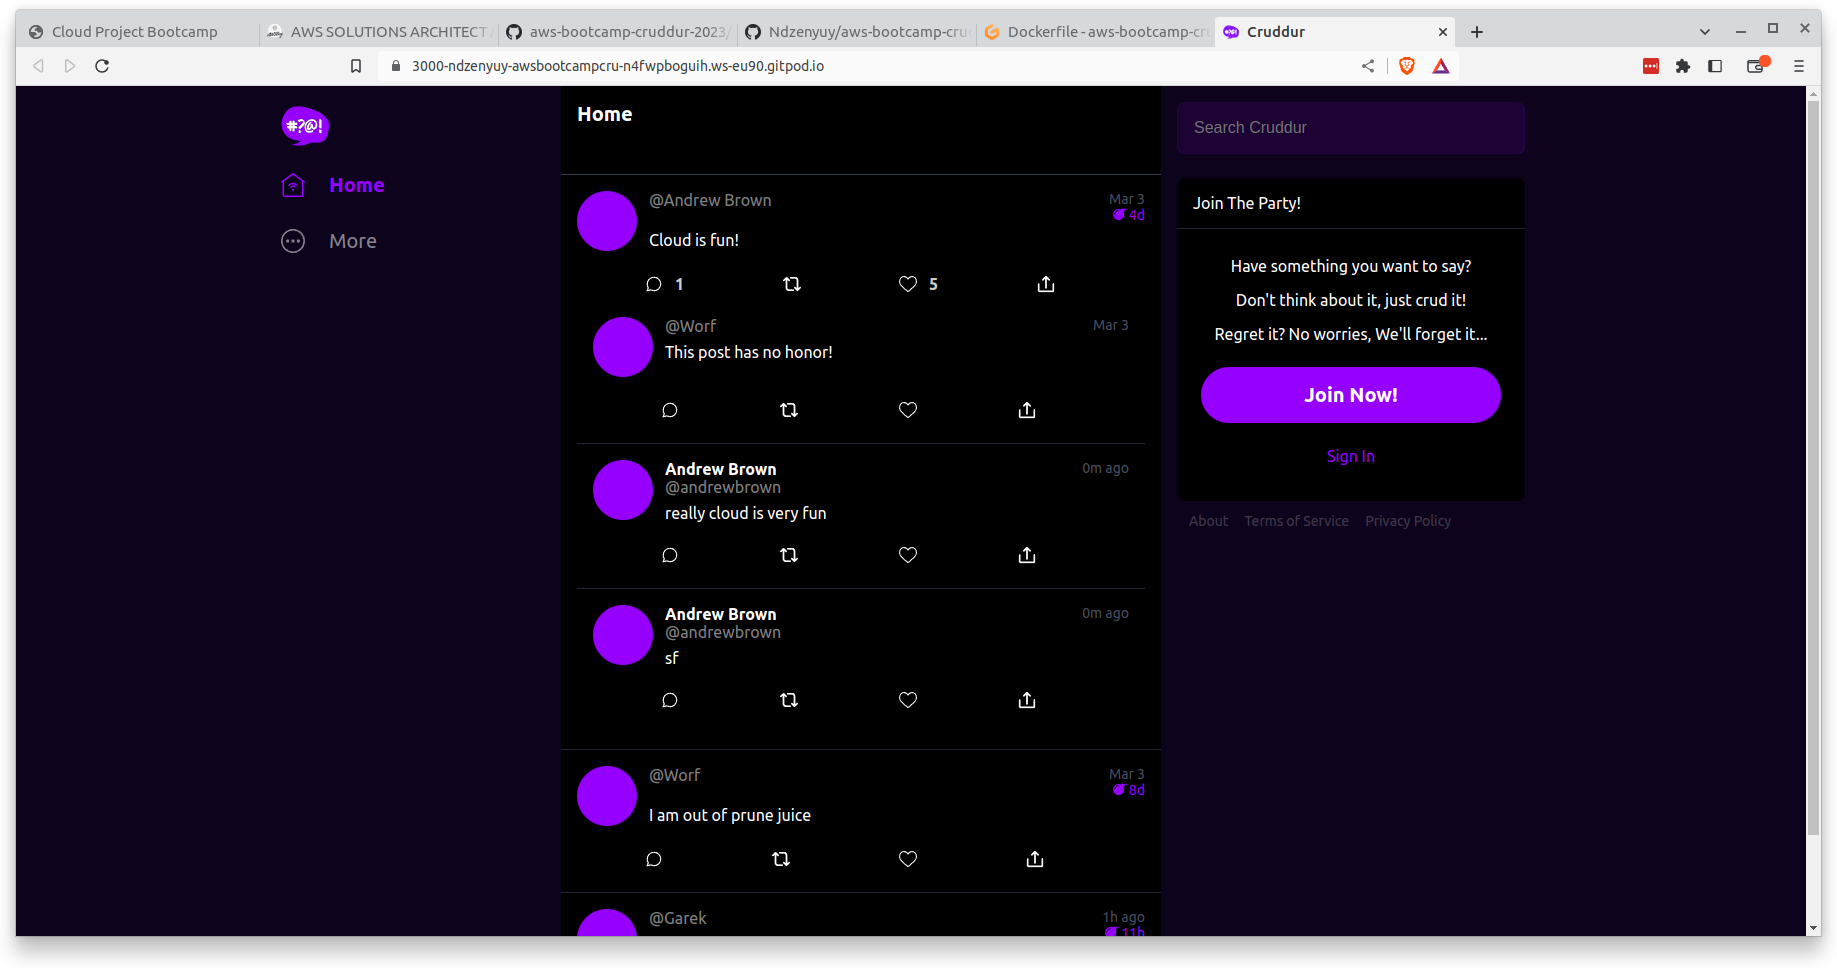 Cloud Project Bootcamp
AWS SOLUTIONS ARCHITECT
aws-bootcamp-cruddur-2023/
Ndzenyuy/aws-bootcamp-cru
Dockerfile - aws-bootcamp-cr
Cruddur
3000-ndzenyuy-awsbootcampcru-n4fwpboguih.ws-eu90.gitpod.io
#?@!
Home
More
Home
@Andrew Brown
Mar 3
4d
Cloud is fun!
1
5
@Worf
Mar 3
This post has no honor!
Andrew Brown
0m ago
@andrewbrown
really cloud is very fun
Andrew Brown
0m ago
@andrewbrown
sf
@Worf
Mar 3
8d
I am out of prune juice
@Garek
1h ago
11h
Search Cruddur
Join The Party!
Have something you want to say?
Don't think about it, just crud it!
Regret it? No worries, We'll forget it...
Join Now!
Sign In
About
Terms of Service
Privacy Policy